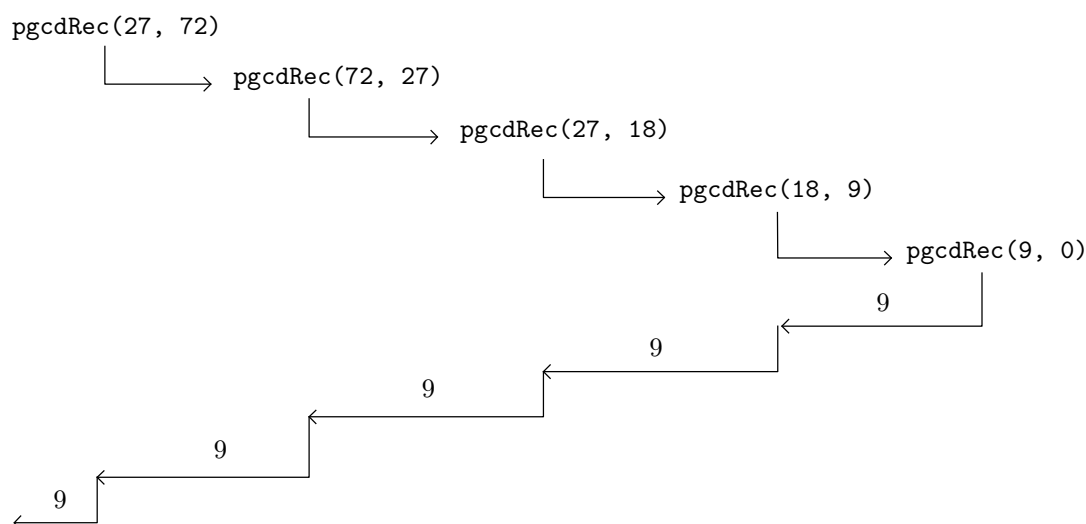 pgcdRec(27, 72)
pgcdRec(72, 27)
pgcdRec(27, 18)
pgcdRec(18, 9)
pgcdRec(9, 0)
9
9
9
9
9